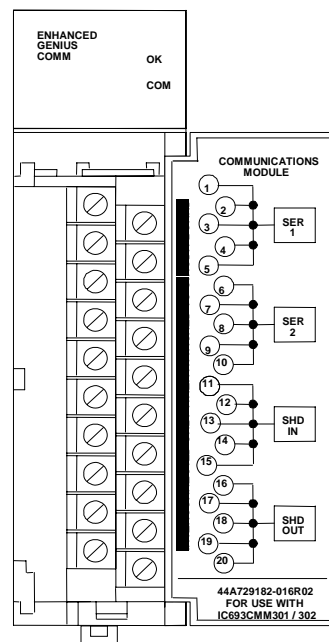 ENHANCED
GENIUS
COMM
OK
COM
COMMUNICATIONS
MODULE
1
2
3
4
5
SER
1
6
7
8
9
10
SER
2
11
12
13
14
15
SHD
IN
16
17
18
19
20
SHD
OUT
44A729182-016R02
FOR USE WITH
IC693CMM301 / 302